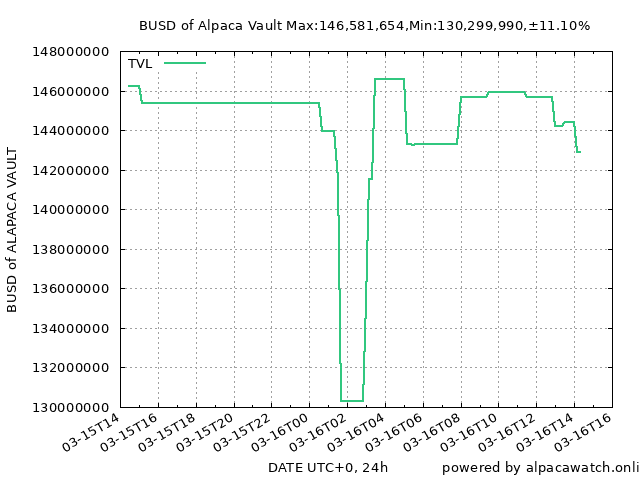 BUSD of Alpaca Vault Max:146,581,654,Min:130,299,990,±11.10%
148000000
TVL
146000000
144000000
142000000
140000000
138000000
136000000
134000000
132000000
130000000
BUSD of ALAPACA VAULT
03-15T14
03-15T16
03-15T18
03-15T20
03-15T22
03-16T00
03-16T02
03-16T04
03-16T06
03-16T08
03-16T10
03-16T12
03-16T14
03-16T16
DATE UTC+0, 24h
powered by alpacawatch.onli